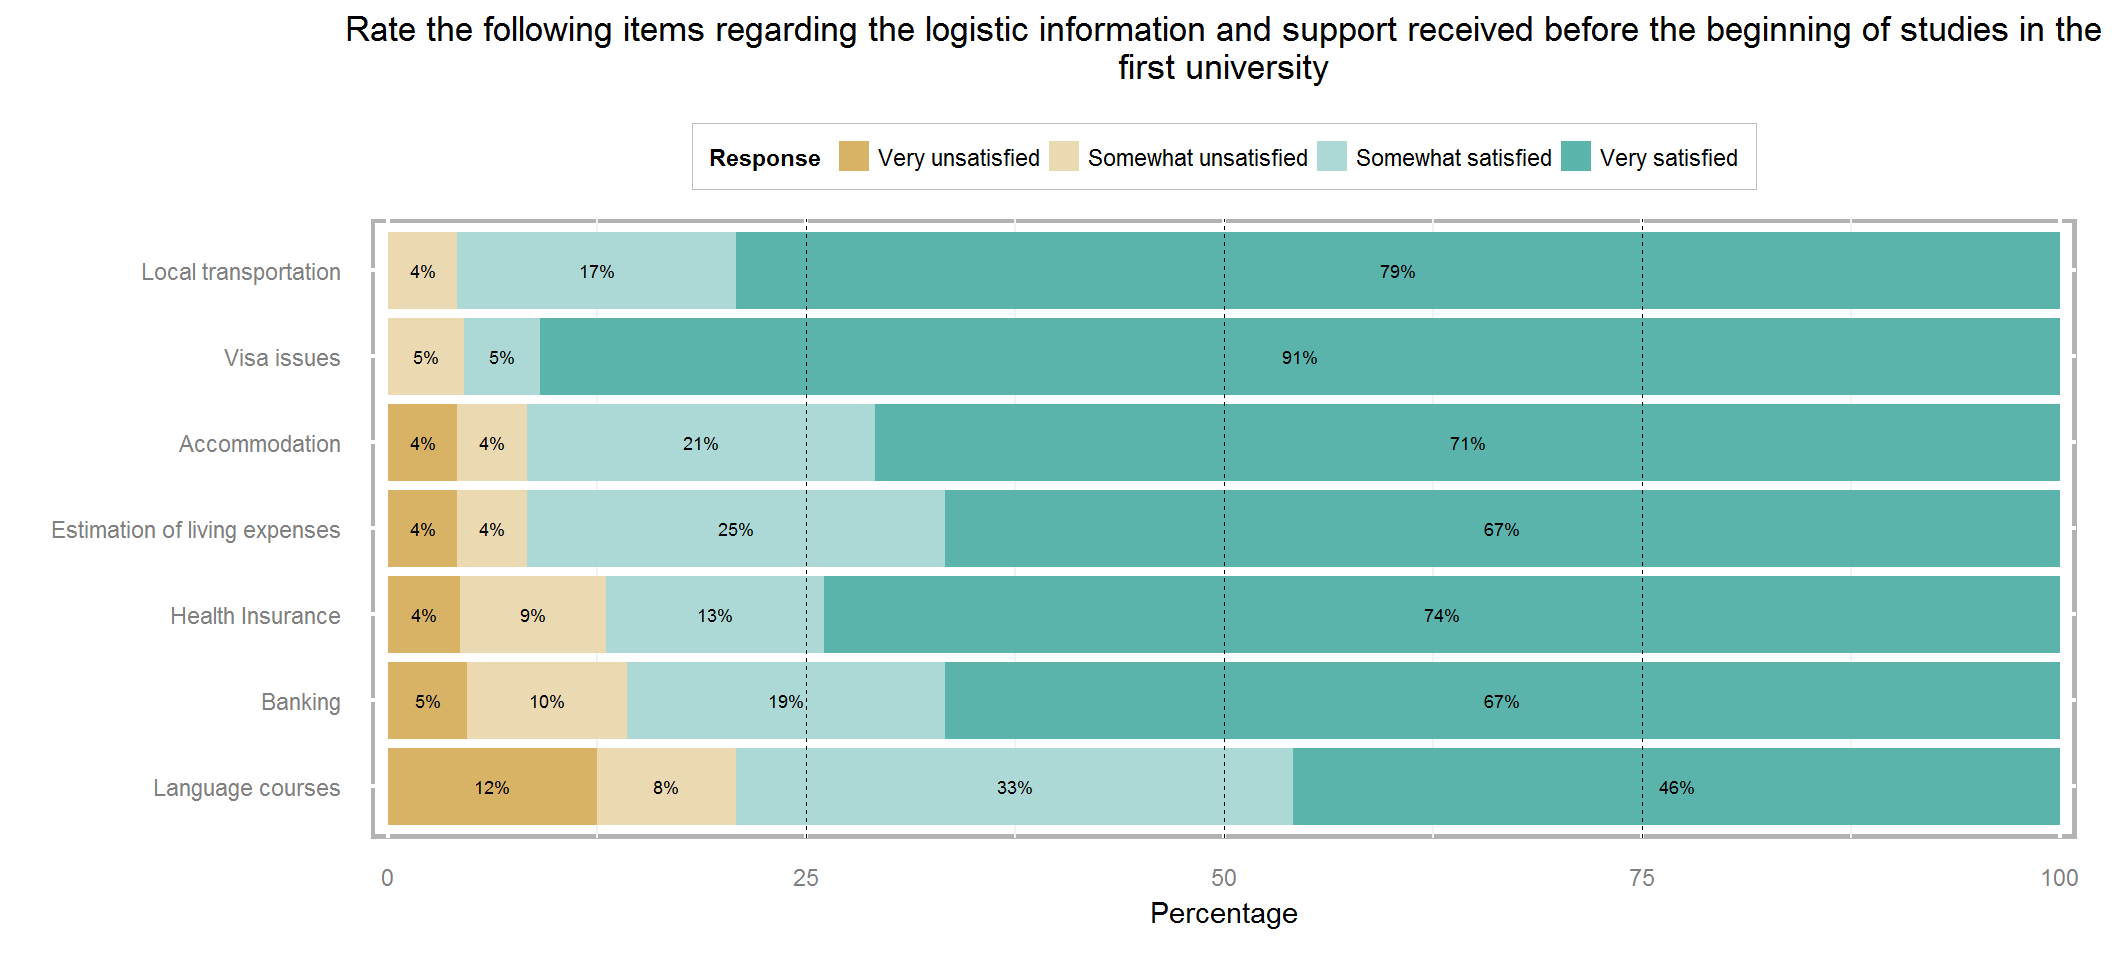 Rate the following items regarding the logistic information and support received before the beginning of studies in the
first university
Response Very unsatisfied Somewhat unsatisfied Somewhat satisfied Very satisfied
Local transportation 4% 17% 79%
Visa issues 5% 5% 91%
Accommodation 4% 4% 21% 71%
Estimation of living expenses 4% 4% 25% 67%
Health Insurance 4% 9% 13% 74%
Banking 5% 10% 19% 67%
Language courses 12% 8% 33% 46%
0 25 50 75 100
Percentage